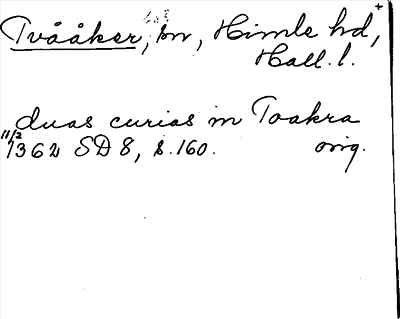 Tvååker, sn, Himle hd, +
Hall. l.
duas curias in Toakra
11/2 1362 SD 8, s. 160. orig.